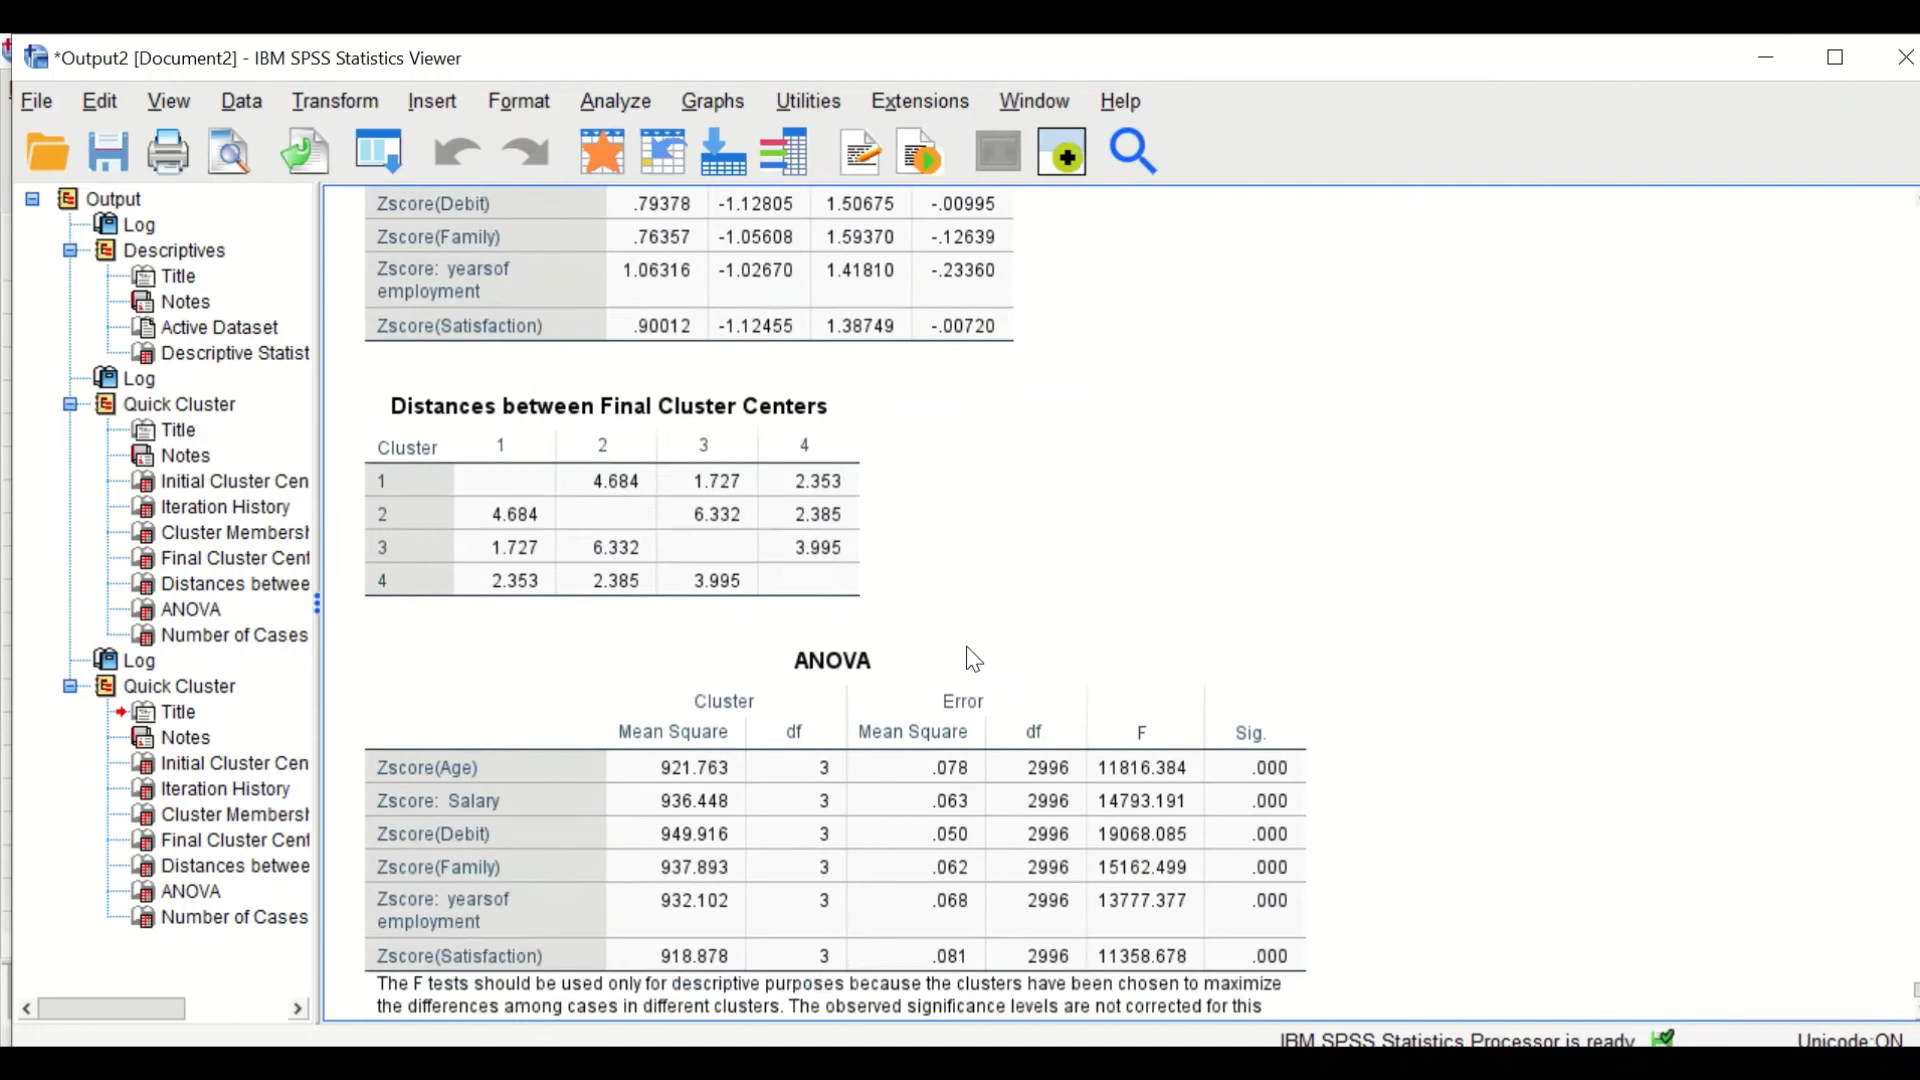 *Output2 [Document2] - IBM SPSS Statistics Viewer
File Edit View Data Transform Insert Format Analyze Graphs Utilities Extensions Window Help
Output
Log
Descriptives
Title
Notes
Active Dataset
Descriptive Statist
Log
Quick Cluster
Title
Notes
Initial Cluster Cen
Iteration History
Cluster Membersh
Final Cluster Cent
Distances betwee
ANOVA
Number of Cases
Log
Quick Cluster
Title
Notes
Initial Cluster Cen
Iteration History
Cluster Membersh
Final Cluster Cent
Distances betwee
ANOVA
Number of Cases
Zscore(Debit) .79378 -1.12805 1.50675 -.00995
Zscore(Family) .76357 -1.05608 1.59370 -.12639
Zscore: yearsof 1.06316 -1.02670 1.41810 -.23360
employment
Zscore(Satisfaction) .90012 -1.12455 1.38749 -.00720
Distances between Final Cluster Centers
Cluster 1 2 3 4
1 4.684 1.727 2.353
2 4.684 6.332 2.385
3 1.727 6.332 3.995
4 2.353 2.385 3.995
ANOVA
Cluster Error
Mean Square df Mean Square df F Sig.
Zscore(Age) 921.763 3 .078 2996 11816.384 .000
Zscore: Salary 936.448 3 .063 2996 14793.191 .000
Zscore(Debit) 949.916 3 .050 2996 19068.085 .000
Zscore(Family) 937.893 3 .062 2996 15162.499 .000
Zscore: yearsof 932.102 3 .068 2996 13777.377 .000
employment
Zscore(Satisfaction) 918.878 3 .081 2996 11358.678 .000
The F tests should be used only for descriptive purposes because the clusters have been chosen to maximize
the differences among cases in different clusters. The observed significance levels are not corrected for this
IBM SPSS Statistics Processor is ready Unicode:ON